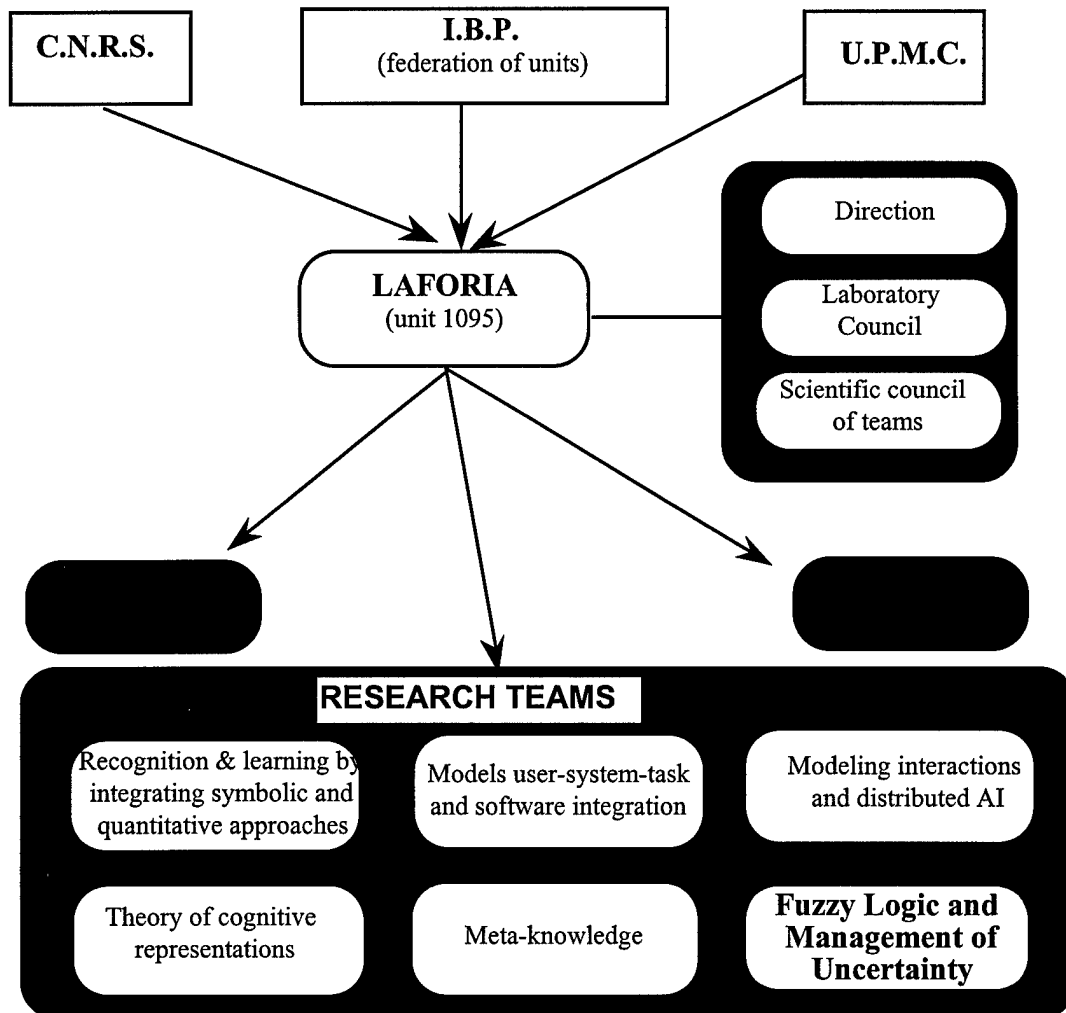 C.N.R.S.
I.B.P.
(federation of units)
U.P.M.C.
Direction
Laboratory
Council
Scientific council
of teams
LAFORIA
(unit 1095)
RESEARCH TEAMS
Recognition & learning by
integrating symbolic and
quantitative approaches
Models user-system-task
and software integration
Modeling interactions
and distributed AI
Theory of cognitive
representations
Meta-knowledge
Fuzzy Logic and
Management of
Uncertainty